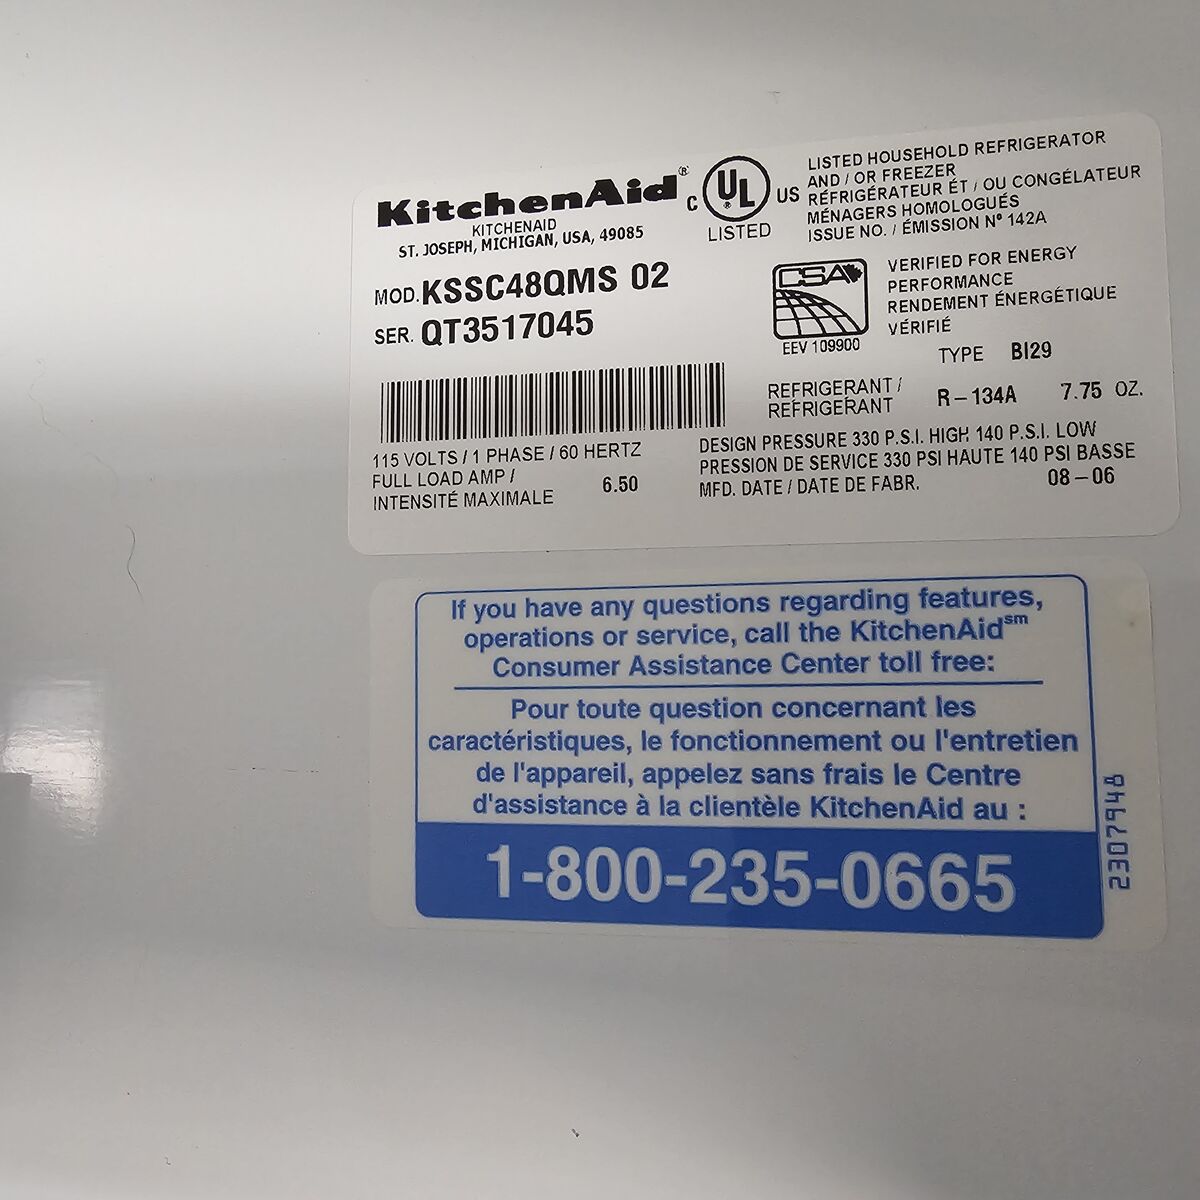 KitchenAid®
KITCHENAID
ST. JOSEPH, MICHIGAN, USA, 49085
MOD. KSSC48QMS 02
SER. QT3517045
115 VOLTS / 1 PHASE / 60 HERTZ
FULL LOAD AMP /
INTENSITÉ MAXIMALE 6.50
C UL® US
LISTED
LISTED HOUSEHOLD REFRIGERATOR
AND / OR FREEZER
RÉFRIGÉRATEUR ÉT / OU CONGÉLATEUR
MÉNAGERS HOMOLOGUÉS
ISSUE NO. / ÉMISSION Nº 142A
CSA
EEV 109900
VERIFIED FOR ENERGY
PERFORMANCE
RENDEMENT ÉNERGÉTIQUE
VÉRIFIÉ
TYPE BI29
REFRIGERANT /
REFRÍGERANT R-134A 7.75 OZ.
DESIGN PRESSURE 330 P.S.I. HIGH 140 P.S.I. LOW
PRESSION DE SERVICE 330 PSI HAUTE 140 PSI BASSE
MFD. DATE / DATE DE FABR. 08-06
If you have any questions regarding features,
operations or service, call the KitchenAid℠
Consumer Assistance Center toll free:
Pour toute question concernant les
caractéristiques, le fonctionnement ou l'entretien
de l'appareil, appelez sans frais le Centre
d'assistance à la clientèle KitchenAid au :
1-800-235-0665
2307948